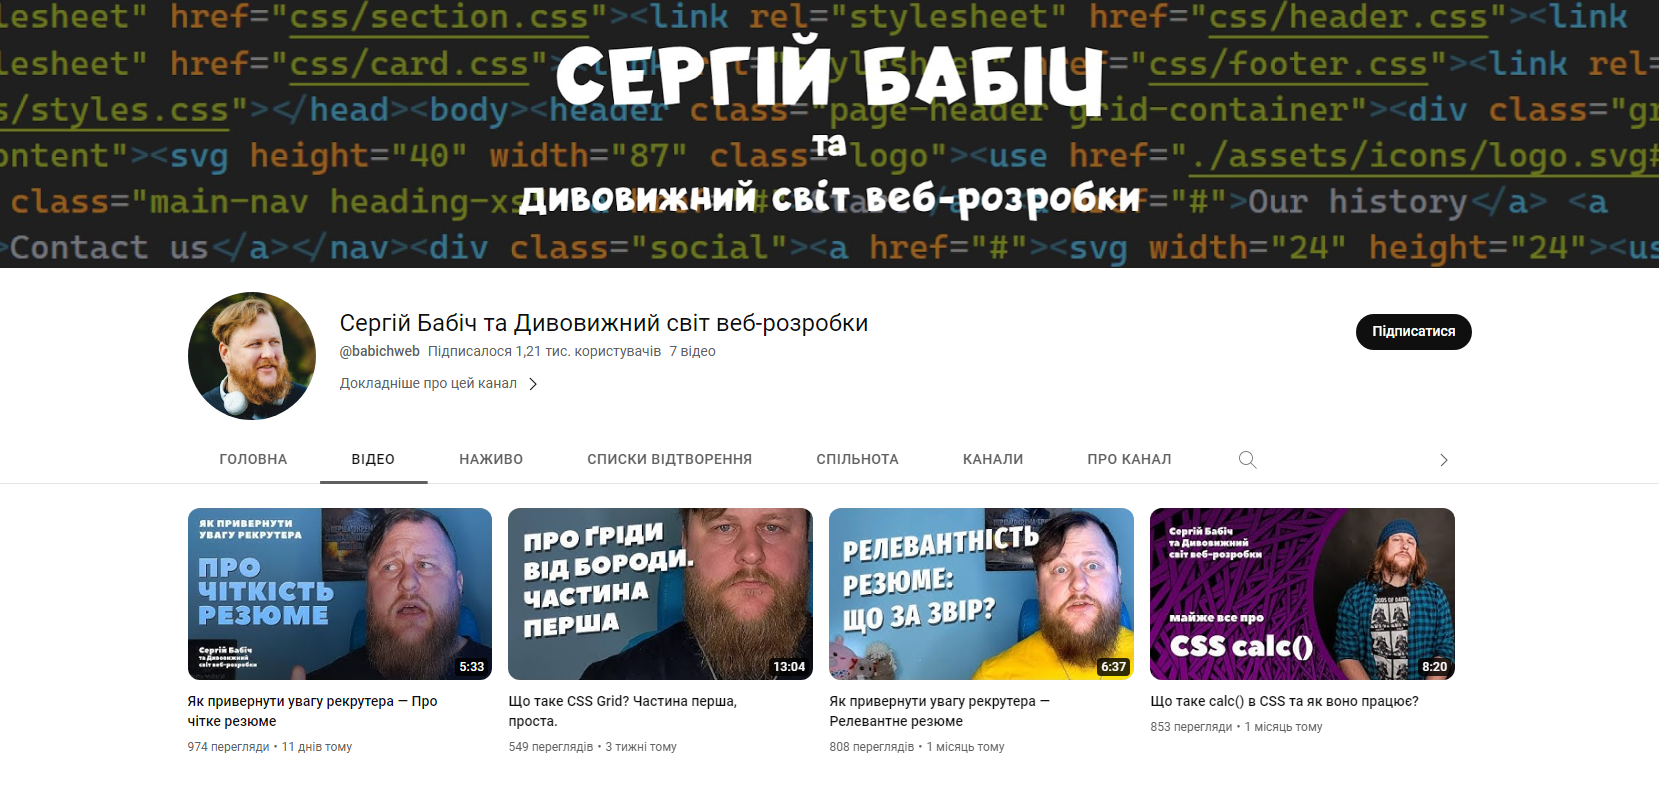 lesheet" href="css/section.css"><link rel="stylesheet" href="css/header.css"><link
СЕРГІЙ БАБІЧ
lesheet" href="css/card.css"
href="css/footer.css"><link rel=
s/styles.css"></head><body><header class="page-header grid-container"><div class="gr
та
ontent"><svg height="40" width="87" class="logo"><use href="./assets/icons/logo.svg#
дивовижний світ веб-розробки
class="main-nav heading-xs
="#">Our history</a> <a
>Contact us</a></nav><div class="social"><a href="#"><svg width="24" height="24"><us
Сергій Бабіч та Дивовижний світ веб-розробки
Підписатися
@babichweb Підписалося 1,21 тис. користувачів 7 відео
Докладніше про цей канал
ГОЛОВНА ВІДЕО НАЖИВО СПИСКИ ВІДТВОРЕННЯ СПІЛЬНОТА КАНАЛИ ПРО КАНАЛ
ЯК ПРИВЕРНУТИ
УВАГУ РЕКРУТЕРА
ПРО
ЧІТКІСТЬ
РЕЗЮМЕ
Сергій Бабіч
та Дивовижний
світ веб-розробки
5:33
ПРО ҐРІДИ
ВІД БОРОДИ.
ЧАСТИНА
ПЕРША
13:04
РЕЛЕВАНТНІСТЬ
РЕЗЮМЕ:
ЩО ЗА ЗВІР?
6:37
Сергій Бабіч
та Дивовижний
світ веб-розробки
майже все про
CSS calc()
8:20
Як привернути увагу рекрутера — Про
чітке резюме
974 перегляди • 11 днів тому
Що таке CSS Grid? Частина перша,
проста.
549 переглядів • 3 тижні тому
Як привернути увагу рекрутера —
Релевантне резюме
808 переглядів • 1 місяць тому
Що таке calc() в CSS та як воно працює?
853 перегляди • 1 місяць тому